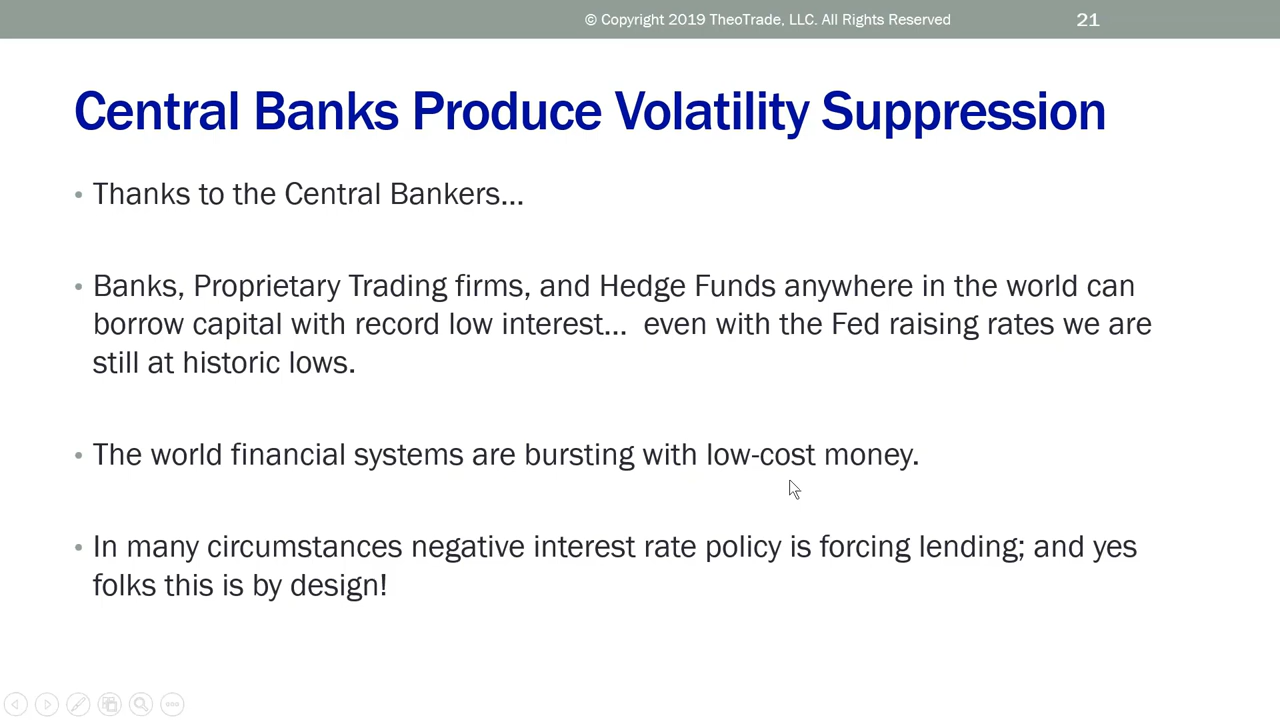 © Copyright 2019 TheoTrade, LLC. All Rights Reserved
21
Central Banks Produce Volatility Suppression
• Thanks to the Central Bankers...
• Banks, Proprietary Trading firms, and Hedge Funds anywhere in the world can
borrow capital with record low interest... even with the Fed raising rates we are
still at historic lows.
• The world financial systems are bursting with low-cost money.
• In many circumstances negative interest rate policy is forcing lending; and yes
folks this is by design!